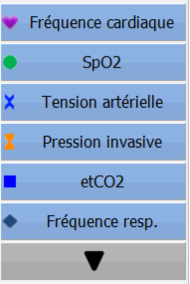 Fréquence cardiaque
SpO2
Tension artérielle
Pression invasive
etCO2
Fréquence resp.